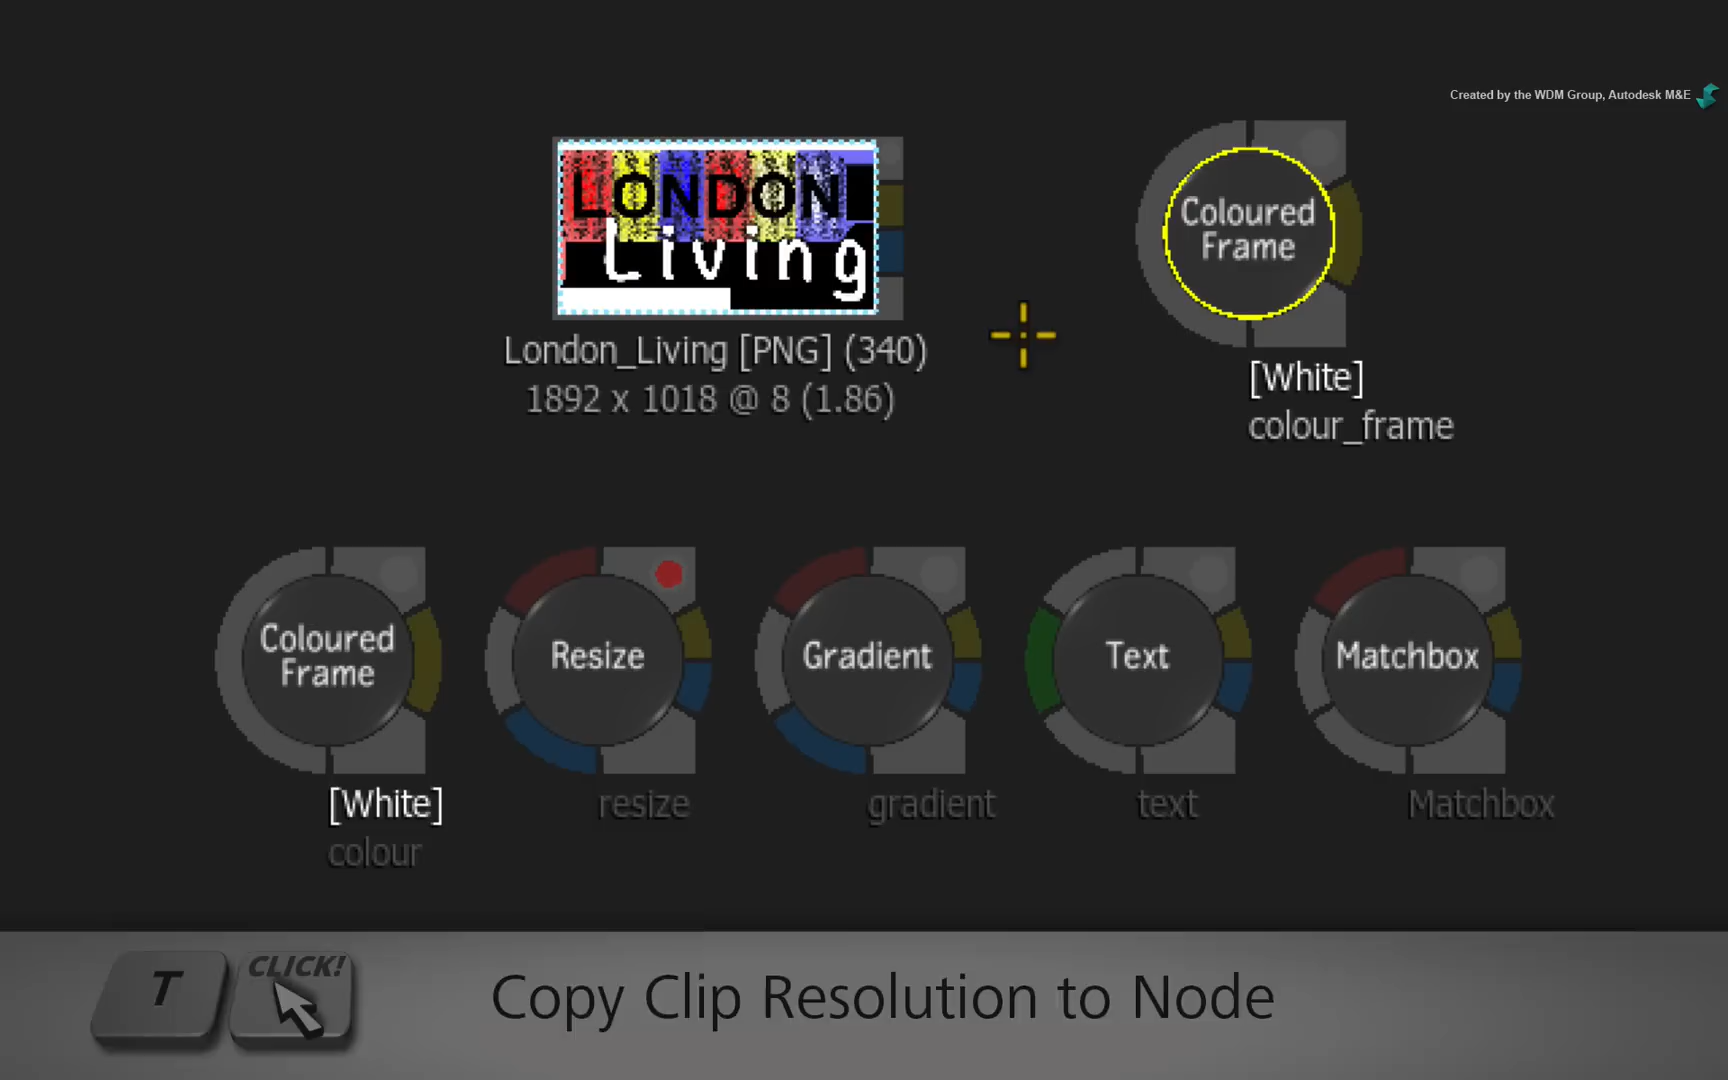 Created by the WDM Group, Autodesk M&E
LONDON
Living
Coloured
Frame
London_Living [PNG] (340)
1892 x 1018 @ 8 (1.86)
[White]
colour_frame
Coloured
Frame
Resize
Gradient
Text
Matchbox
[White]
colour
resize
gradient
text
Matchbox
T
CLICK!
Copy Clip Resolution to Node